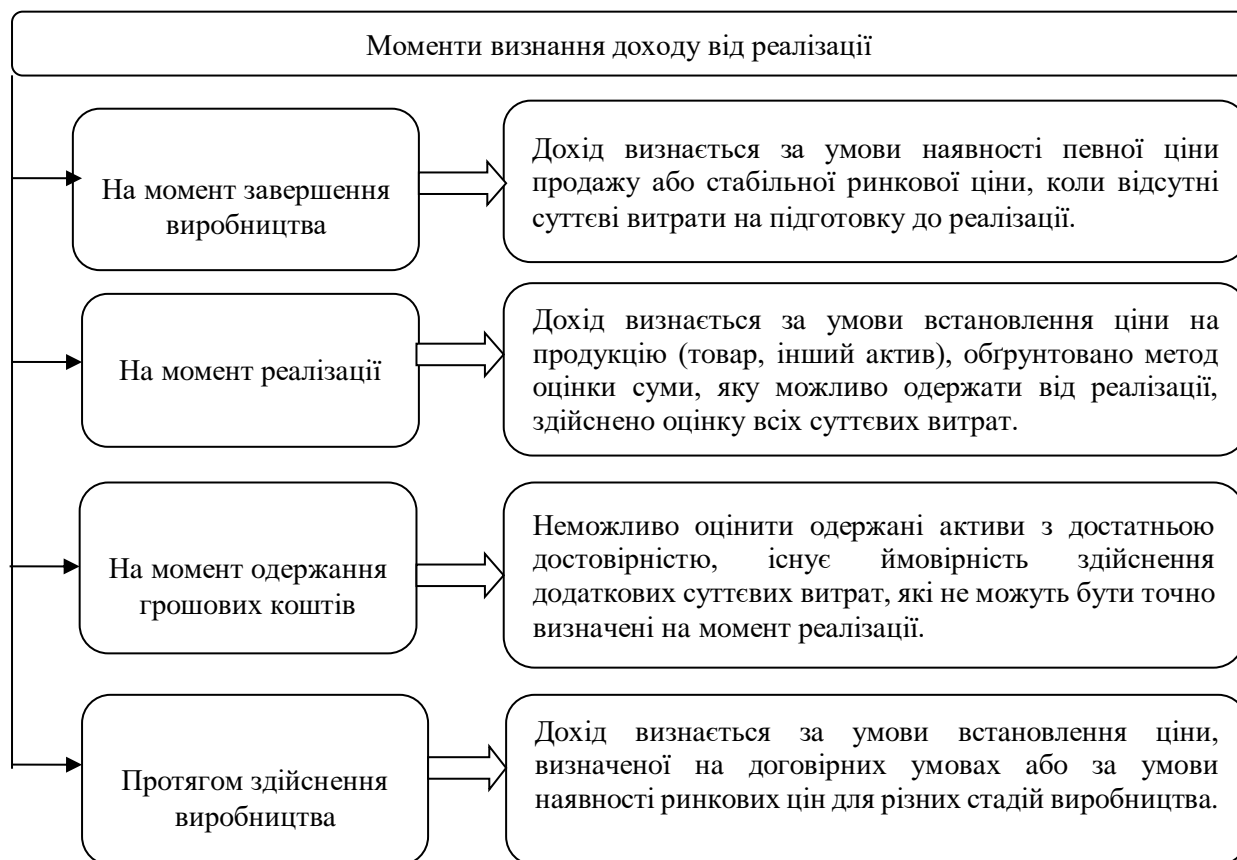 Моменти визнання доходу від реалізації
На момент завершення
виробництва
Дохід визнається за умови наявності певної ціни
продажу або стабільної ринкової ціни, коли відсутні
суттєві витрати на підготовку до реалізації.
На момент реалізації
Дохід визнається за умови встановлення ціни на
продукцію (товар, інший актив), обґрунтовано метод
оцінки суми, яку можливо одержати від реалізації,
здійснено оцінку всіх суттєвих витрат.
На момент одержання
грошових коштів
Неможливо оцінити одержані активи з достатньою
достовірністю, існує ймовірність здійснення
додаткових суттєвих витрат, які не можуть бути точно
визначені на момент реалізації.
Протягом здійснення
виробництва
Дохід визнається за умови встановлення ціни,
визначеної на договірних умовах або за умови
наявності ринкових цін для різних стадій виробництва.